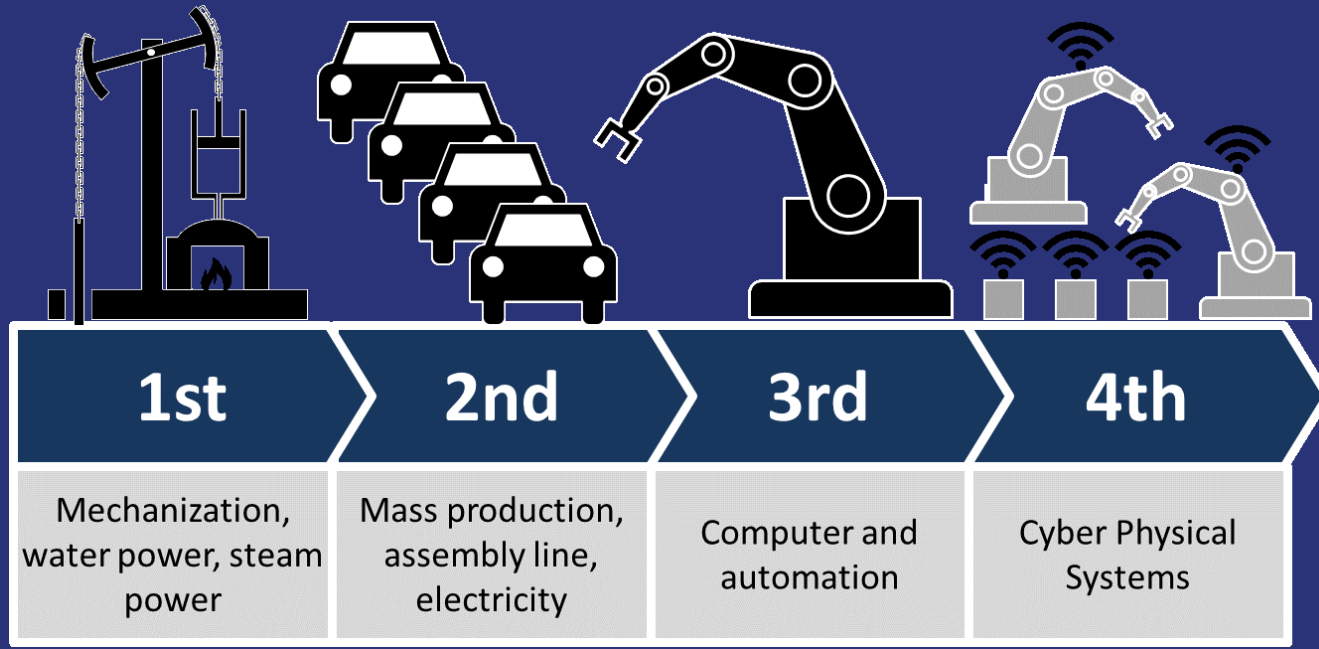 1st
2nd
3rd
4th
Mechanization,
water power, steam
power
Mass production,
assembly line,
electricity
Computer and
automation
Cyber Physical
Systems